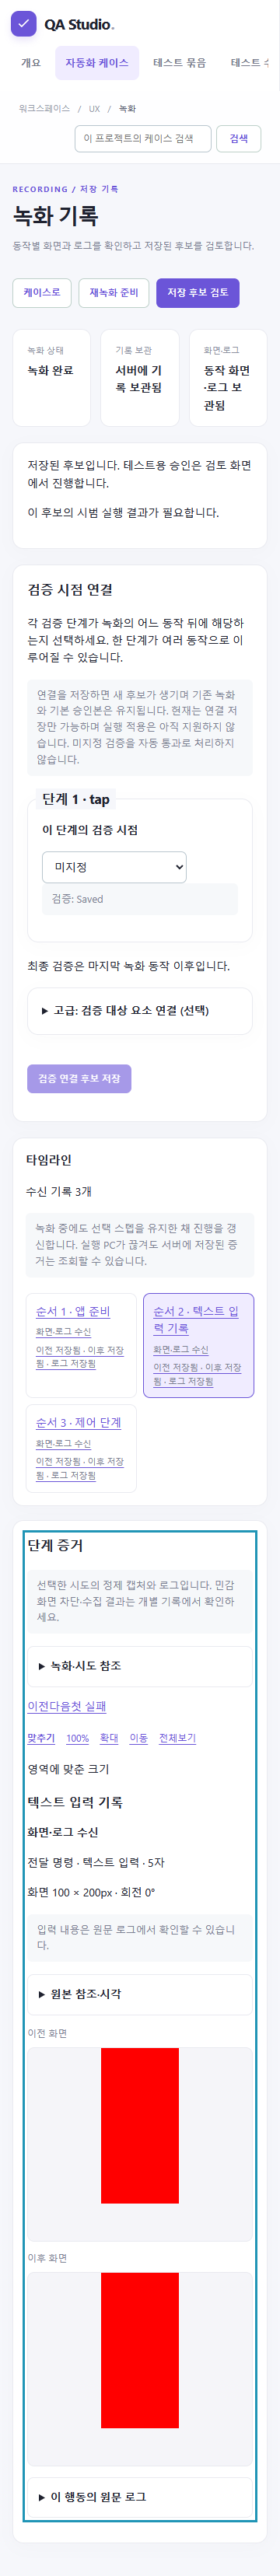 QA Studio.
개요 자동화 케이스 테스트 묶음 테스트 수
워크스페이스 / UX / 녹화
이 프로젝트의 케이스 검색 검색
RECORDING / 저장 기록
녹화 기록
동작별 화면과 로그를 확인하고 저장된 후보를 검토합니다.
케이스로 재녹화 준비 저장 후보 검토
녹화 상태
녹화 완료
기록 보관
서버에 기
록 보관됨
화면·로그
동작 화면
·로그 보
관됨
저장된 후보입니다. 테스트용 승인은 검토 화면
에서 진행합니다.
이 후보의 시범 실행 결과가 필요합니다.
검증 시점 연결
각 검증 단계가 녹화의 어느 동작 뒤에 해당하
는지 선택하세요. 한 단계가 여러 동작으로 이
루어질 수 있습니다.
연결을 저장하면 새 후보가 생기며 기존 녹화
와 기본 승인본은 유지됩니다. 현재는 연결 저
장만 가능하며 실행 적용은 아직 지원하지 않
습니다. 미지정 검증을 자동 통과로 처리하지
않습니다.
단계 1 · tap
이 단계의 검증 시점
미지정
검증: Saved
최종 검증은 마지막 녹화 동작 이후입니다.
▶ 고급: 검증 대상 요소 연결 (선택)
검증 연결 후보 저장
타임라인
수신 기록 3개
녹화 중에도 선택 스텝을 유지한 채 진행을 갱
신합니다. 실행 PC가 끊겨도 서버에 저장된 증
거는 조회할 수 있습니다.
순서 1 · 앱 준비
화면·로그 수신
이전 저장됨 · 이후 저장
됨 · 로그 저장됨
순서 2 · 텍스트 입
력 기록
화면·로그 수신
이전 저장됨 · 이후 저장
됨 · 로그 저장됨
순서 3 · 제어 단계
화면·로그 수신
이전 저장됨 · 이후 저장
됨 · 로그 저장됨
단계 증거
선택한 시도의 정제 캡처와 로그입니다. 민감
화면 차단·수집 결과는 개별 기록에서 확인하
세요.
▶ 녹화·시도 참조
이전다음첫 실패
맞추기 100% 확대 이동 전체보기
영역에 맞춘 크기
텍스트 입력 기록
화면·로그 수신
전달 명령 · 텍스트 입력 · 5자
화면 100 × 200px · 회전 0°
입력 내용은 원문 로그에서 확인할 수 있습니
다.
▶ 원본 참조·시각
이전 화면
이후 화면
▶ 이 행동의 원문 로그